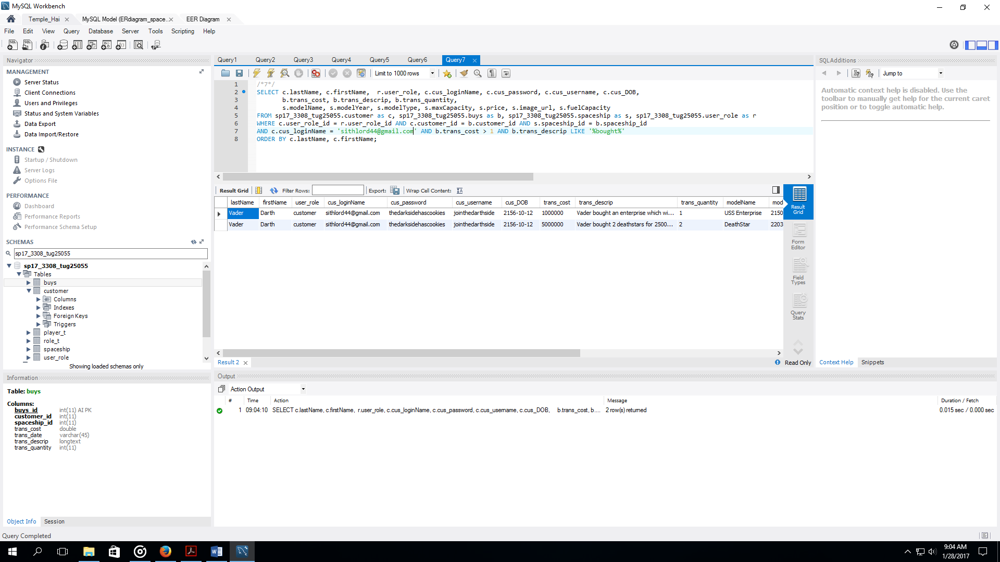 MySQL Workbench
Temple_Hai
MySQL Model (ERdiagram_space..
EER Diagram
File Edit View Query Database Server Tools Scripting Help
Navigator
MANAGEMENT
Server Status
Client Connections
Users and Privileges
Status and System Variables
Data Export
Data Import/Restore
INSTANCE
Startup / Shutdown
Server Logs
Options File
PERFORMANCE
Dashboard
Performance Reports
Performance Schema Setup
SCHEMAS
sp17_3308_tug25055
sp17_3308_tug25055
Tables
buys
customer
Columns
Indexes
Foreign Keys
Triggers
player_t
role_t
spaceship
user_role
Showing loaded schemas only
Information
Table: buys
Columns:
buys_id int(11) AI PK
customer_id int(11)
spaceship_id int(11)
trans_cost double
trans_date varchar(45)
trans_descrip longtext
trans_quantity int(11)
Object Info Session
Query1 Query2 Query3 Query4 Query5 Query6 Query7
Limit to 1000 rows
1 /*7*/
2 SELECT c.lastName, c.firstName,  r.user_role, c.cus_loginName, c.cus_password, c.cus_username, c.cus_DOB,
3 b.trans_cost, b.trans_descrip, b.trans_quantity,
4 s.modelName, s.modelYear, s.modelType, s.maxCapacity, s.price, s.image_url, s.fuelCapacity
5 FROM sp17_3308_tug25055.customer as c, sp17_3308_tug25055.buys as b, sp17_3308_tug25055.spaceship as s, sp17_3308_tug25055.user_role as r
6 WHERE c.user_role_id = r.user_role_id AND c.customer_id = b.customer_id AND s.spaceship_id = b.spaceship_id
7 AND c.cus_loginName = 'sithlord44@gmail.com' AND b.trans_cost > 1 AND b.trans_descrip LIKE '%bought%'
8 ORDER BY c.lastName, c.firstName;
Result Grid Filter Rows: Export: Wrap Cell Content:
lastName firstName user_role cus_loginName cus_password cus_username cus_DOB trans_cost trans_descrip trans_quantity modelName mod
Vader Darth customer sithlord44@gmail.com thedarksidehascookies jointhedarthside 2156-10-12 1000000 Vader bought an enterprise which wi... 1 USS Enterprise 2150
Vader Darth customer sithlord44@gmail.com thedarksidehascookies jointhedarthside 2156-10-12 5000000 Vader bought 2 deathstars for 2500... 2 DeathStar 2203
Result
Grid
Form
Editor
Field
Types
Query
Stats
Result 2
Read Only
SQLAdditions
Jump to
Automatic context help is disabled. Use the
toolbar to manually get help for the current caret
position or to toggle automatic help.
Context Help Snippets
Output
Action Output
# Time Action Message Duration / Fetch
1 09:04:10 SELECT c.lastName, c.firstName,  r.user_role, c.cus_loginName, c.cus_password, c.cus_username, c.cus_DOB, b.trans_cost, b.... 2 row(s) returned 0.015 sec / 0.000 sec
Query Completed
9:04 AM
1/28/2017